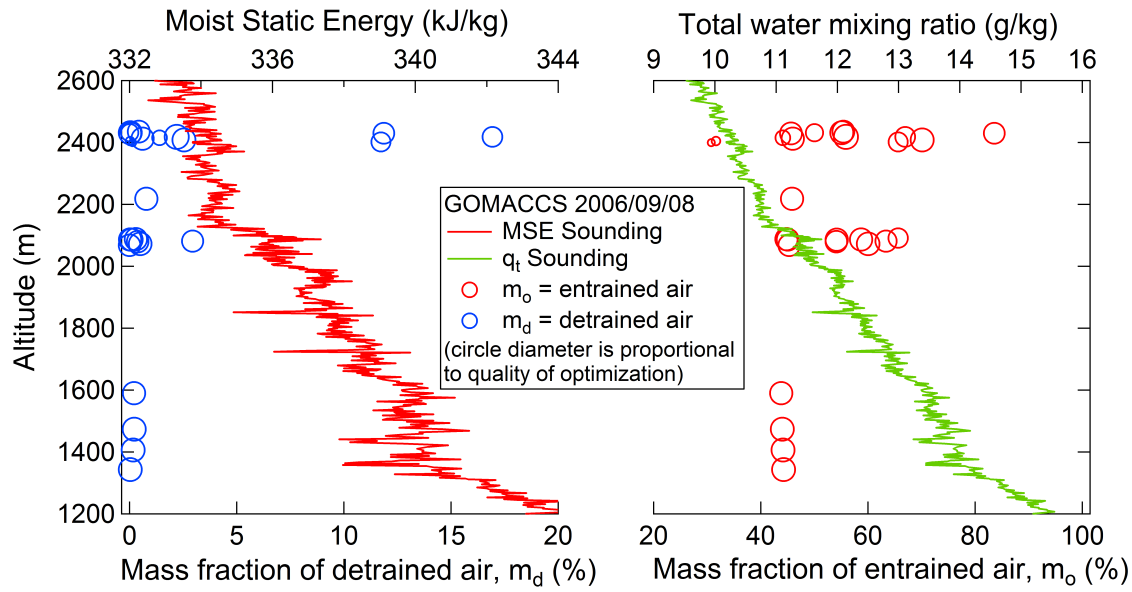 Moist Static Energy (kJ/kg)
Total water mixing ratio (g/kg)
332 336 340 344
9 10 11 12 13 14 15 16
Altitude (m)
2600
2400
2200
2000
1800
1600
1400
1200
GOMACCS 2006/09/08
MSE Sounding
qt Sounding
mo = entrained air
md = detrained air
(circle diameter is proportional
to quality of optimization)
0 5 10 15 20
20 40 60 80 100
Mass fraction of detrained air, md (%)
Mass fraction of entrained air, mo (%)